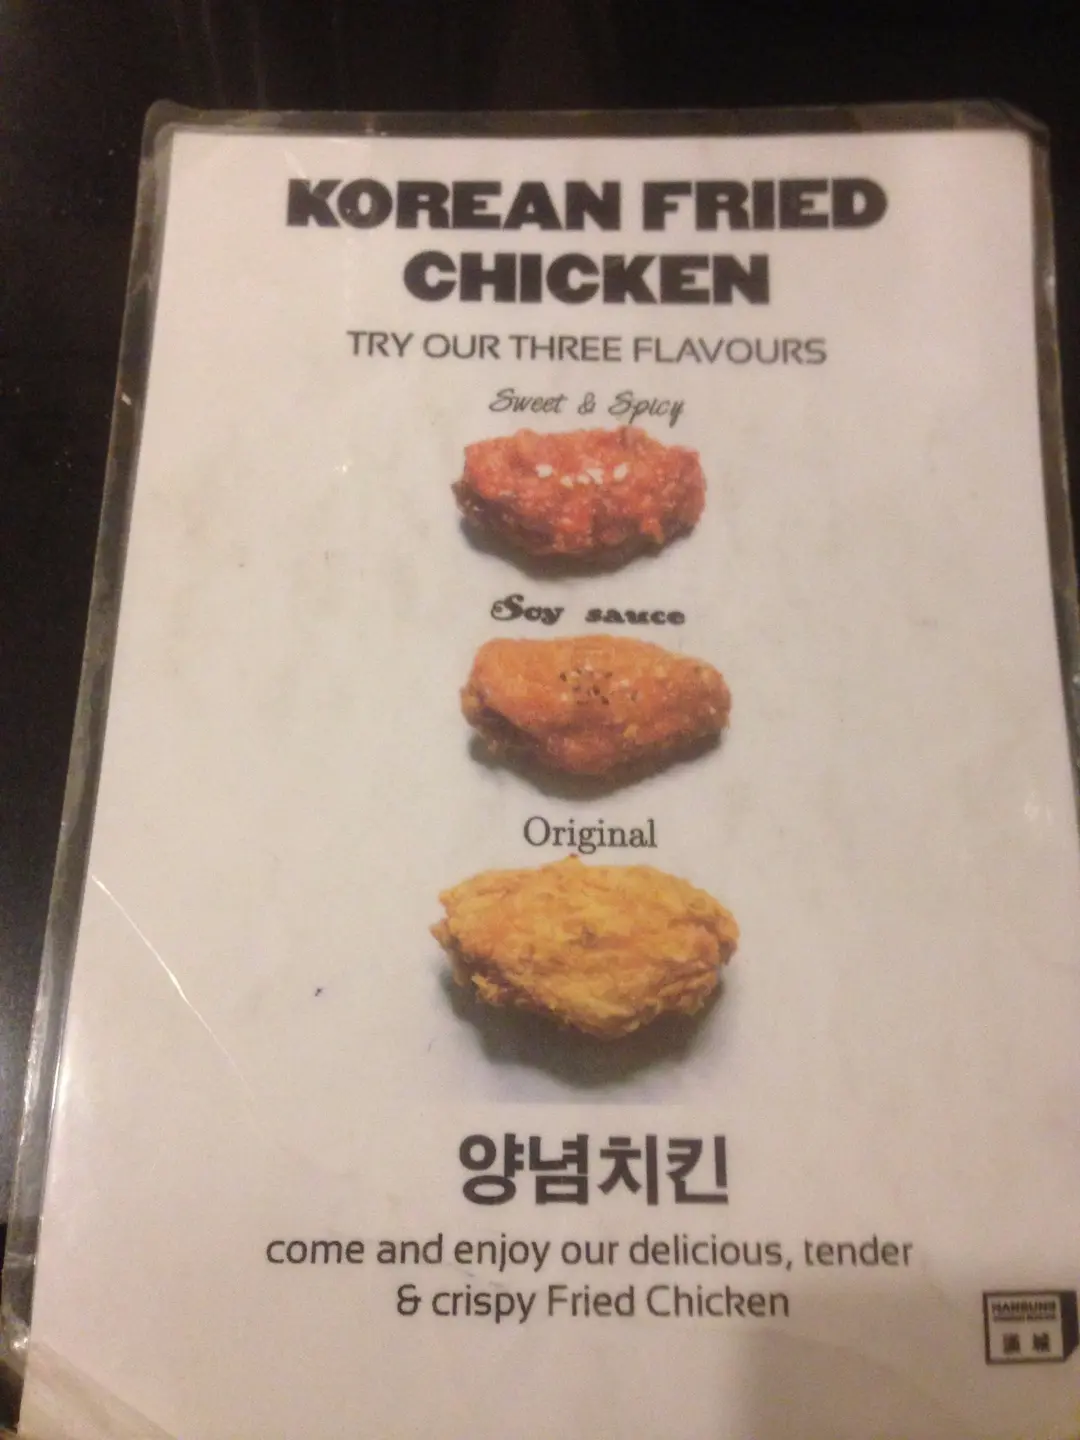 KOREAN FRIED
CHICKEN
TRY OUR THREE FLAVOURS
Sweet & Spicy
Soy sauce
Original
양념치킨
come and enjoy our delicious, tender
& crispy Fried Chicken
HANSUNG